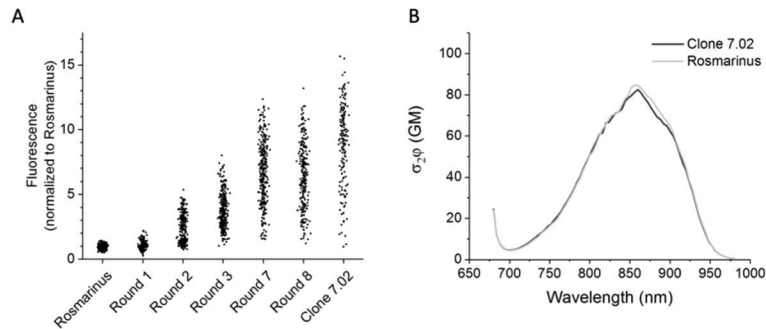 A
Fluorescence
(normalized to Rosmarinus)
15
10
5
0
Rosmarinus
Round 1
Round 2
Round 3
Round 7
Round 8
Clone 7.02
B
Clone 7.02
Rosmarinus
σ₂φ (GM)
100
80
60
40
20
0
650
700
750
800
850
900
950
1000
Wavelength (nm)